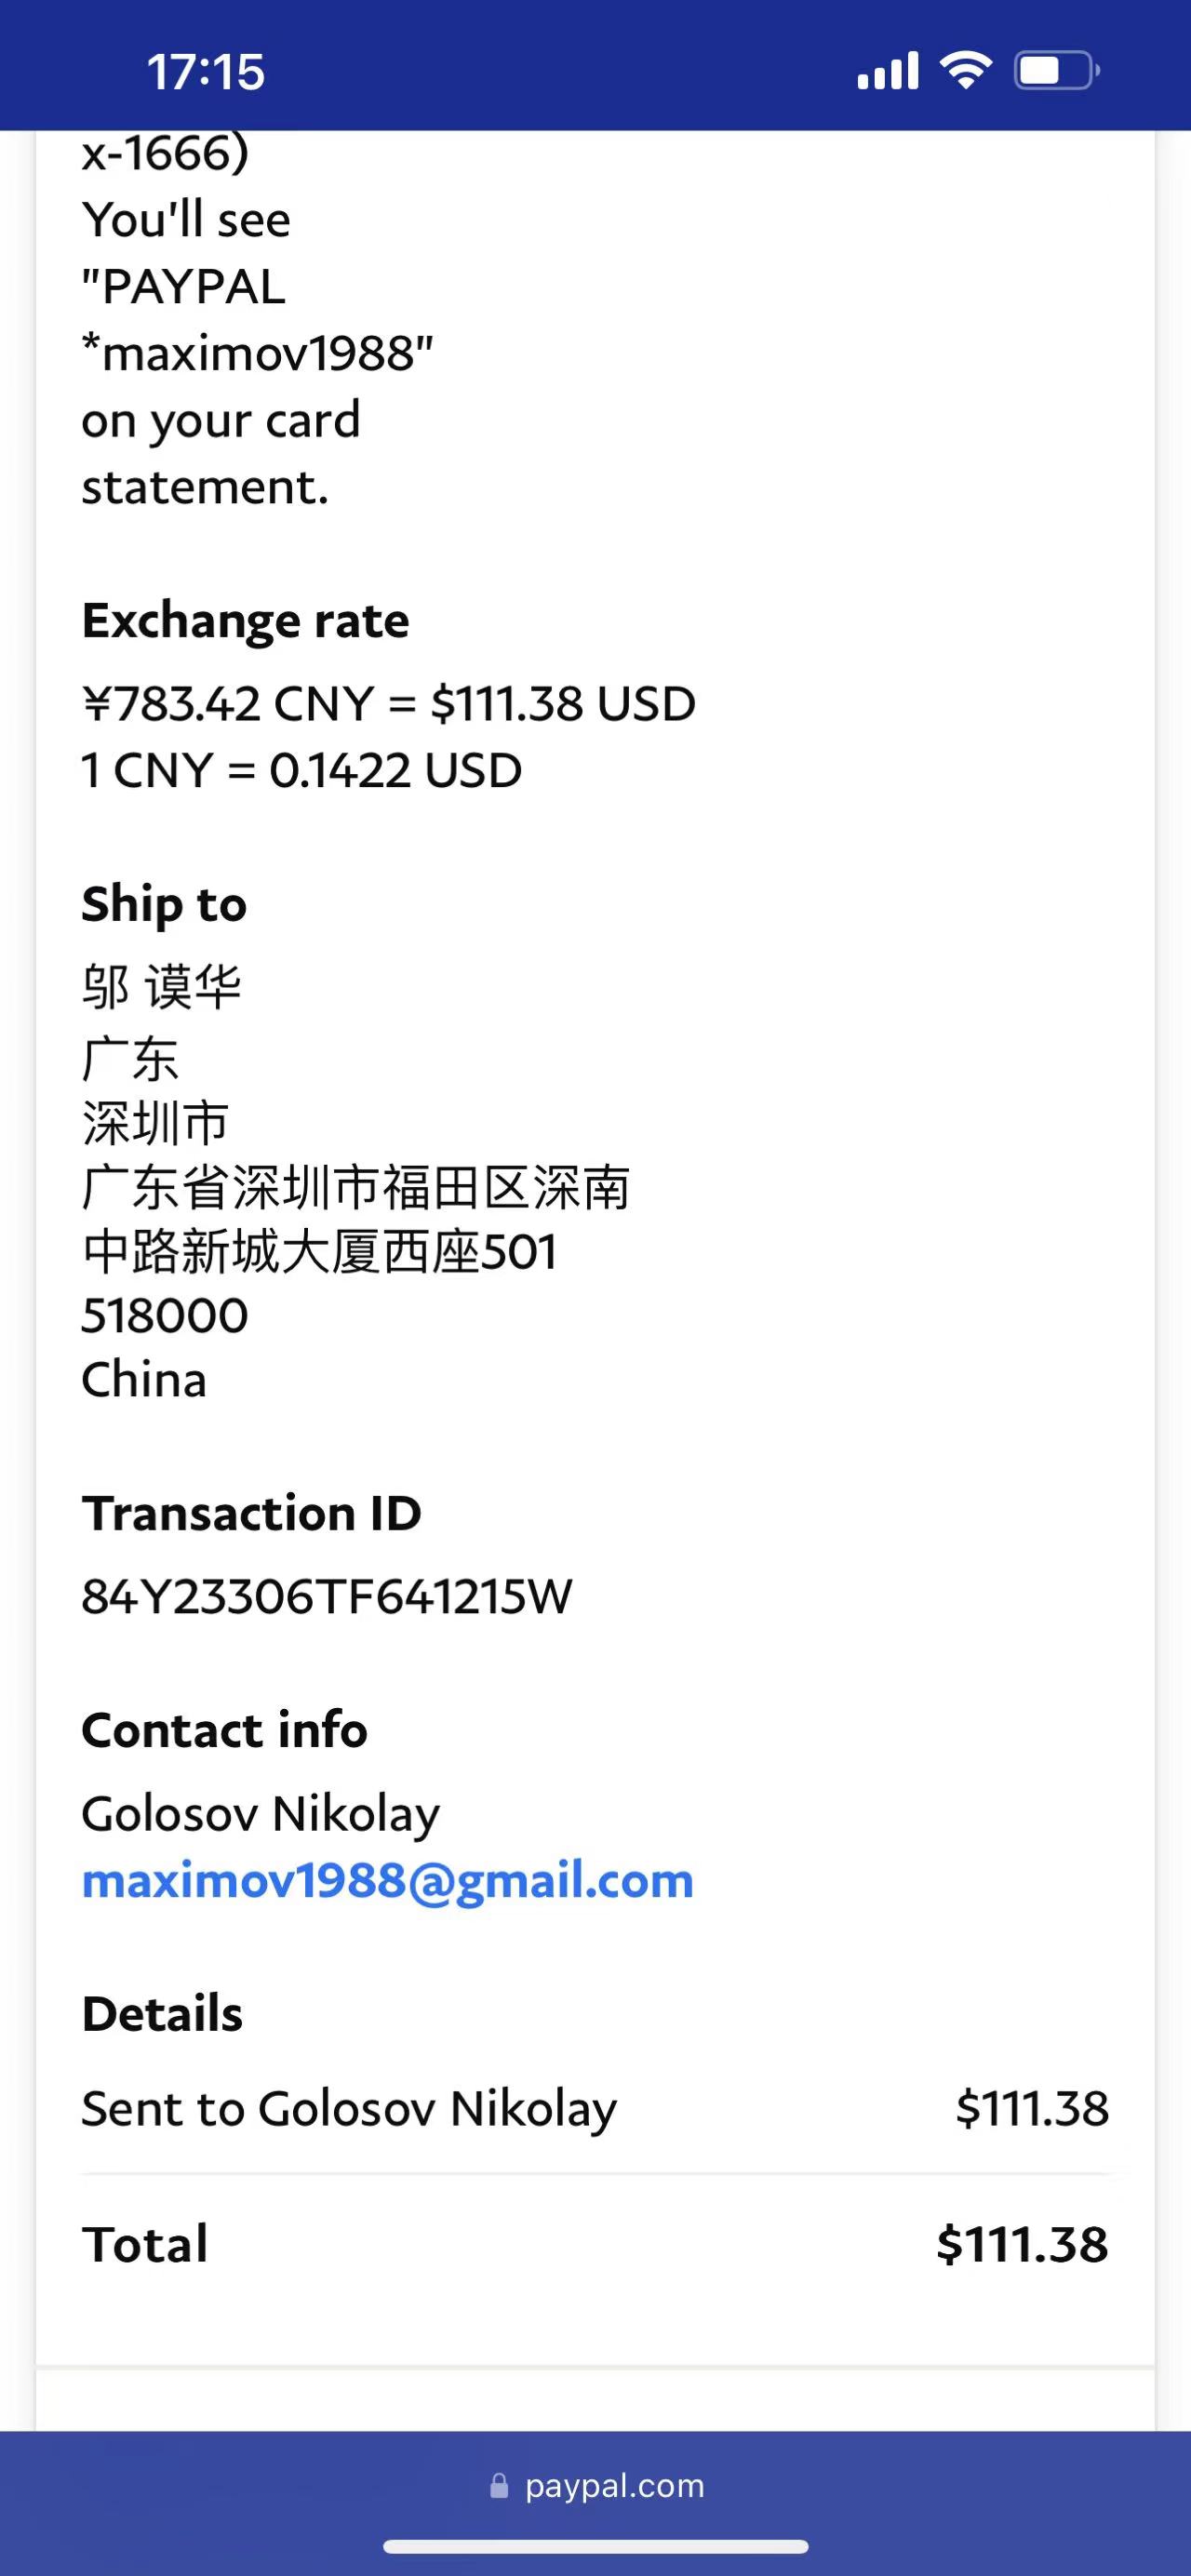 17:15
x-1666)
You'll see
"PAYPAL
*maximov1988"
on your card
statement.
Exchange rate
¥783.42 CNY = $111.38 USD
1 CNY = 0.1422 USD
Ship to
邬 谟华
广东
深圳市
广东省深圳市福田区深南
中路新城大厦西座501
518000
China
Transaction ID
84Y23306TF641215W
Contact info
Golosov Nikolay
maximov1988@gmail.com
Details
Sent to Golosov Nikolay $111.38
Total $111.38
paypal.com